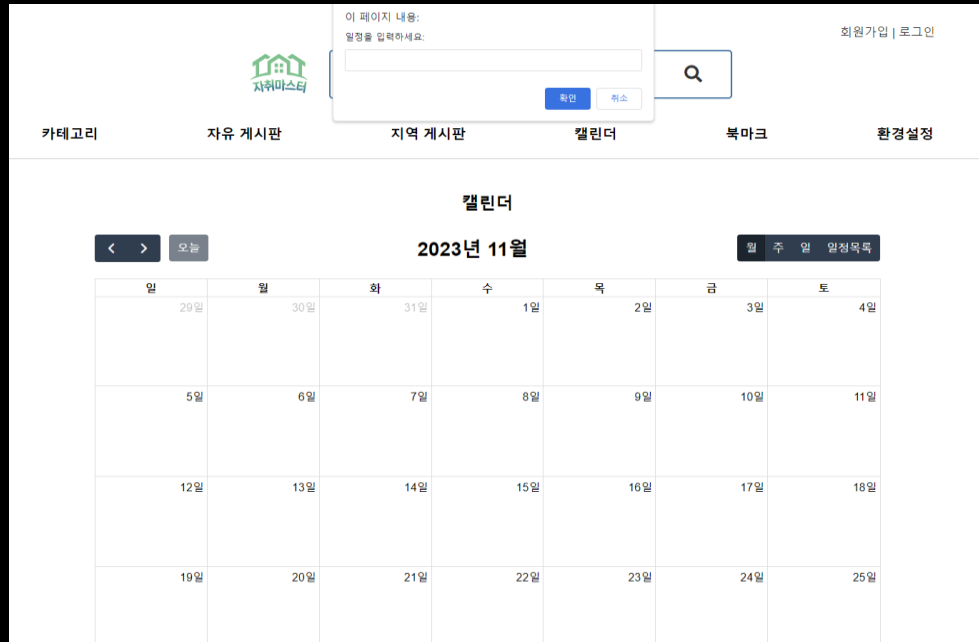 이 페이지 내용:
일정을 입력하세요:
확인 취소
회원가입 | 로그인
자취마스터
카테고리 자유 게시판 지역 게시판 캘린더 북마크 환경설정
캘린더
오늘 2023년 11월 월 주 일 일정목록
일 월 화 수 목 금 토
29일 30일 31일 1일 2일 3일 4일
5일 6일 7일 8일 9일 10일 11일
12일 13일 14일 15일 16일 17일 18일
19일 20일 21일 22일 23일 24일 25일